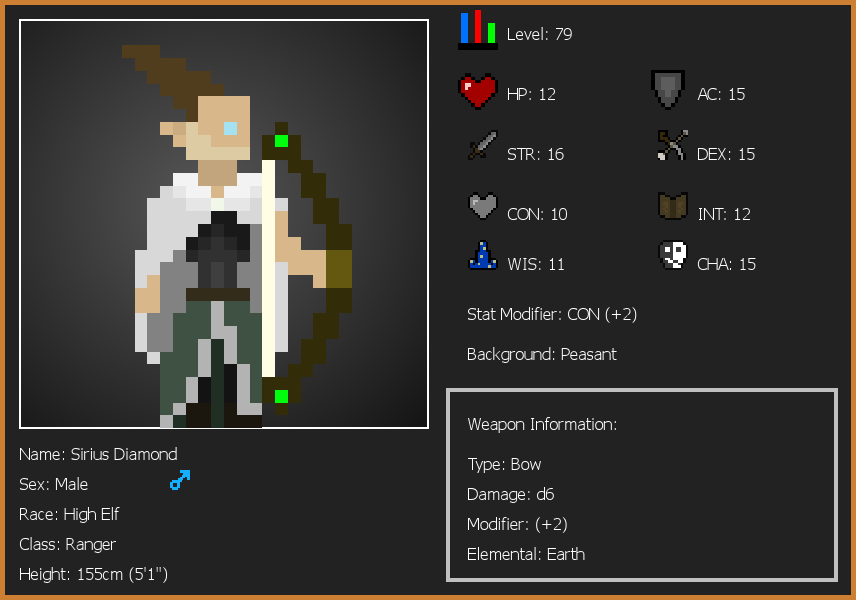 Level: 79
HP: 12
AC: 15
STR: 16
DEX: 15
CON: 10
INT: 12
WIS: 11
CHA: 15
Stat Modifier: CON (+2)
Background: Peasant
Weapon Information:
Type: Bow
Damage: d6
Modifier: (+2)
Elemental: Earth
Name: Sirius Diamond
Sex: Male
Race: High Elf
Class: Ranger
Height: 155cm (5'1")